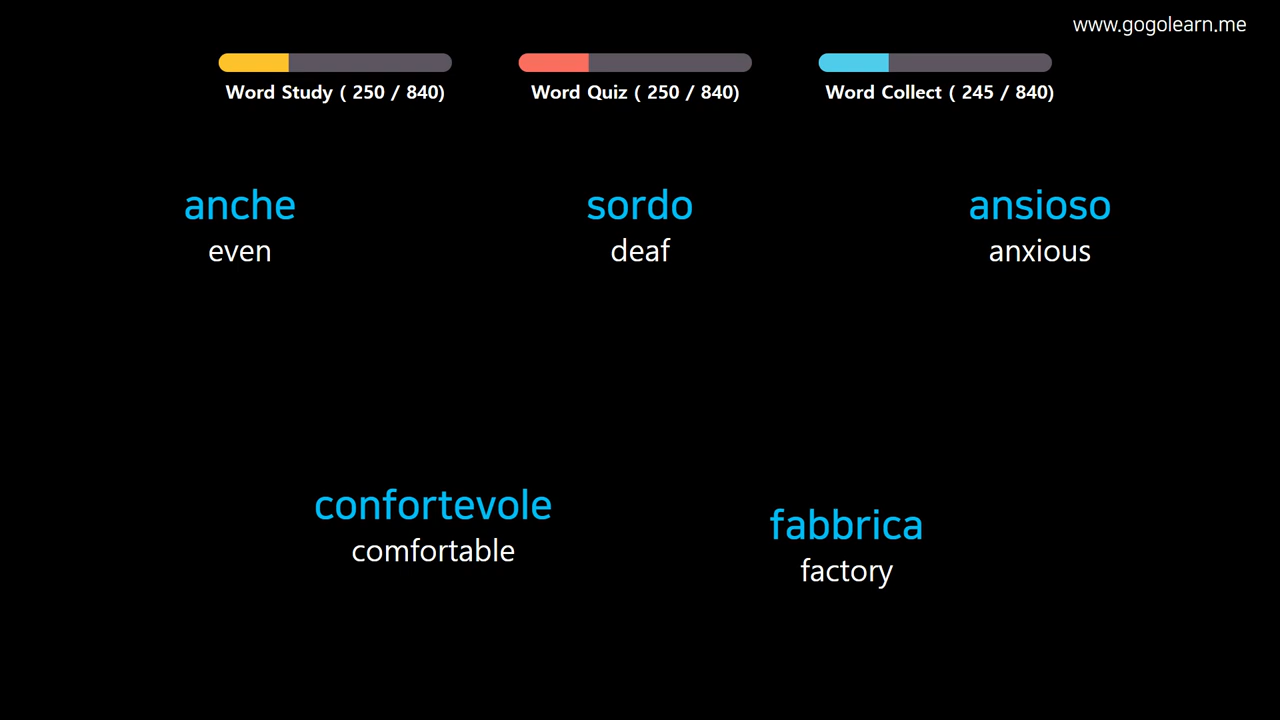 www.gogolearn.me
Word Study ( 250 / 840)
Word Quiz ( 250 / 840)
Word Collect ( 245 / 840)
anche
even
sordo
deaf
ansioso
anxious
confortevole
comfortable
fabbrica
factory